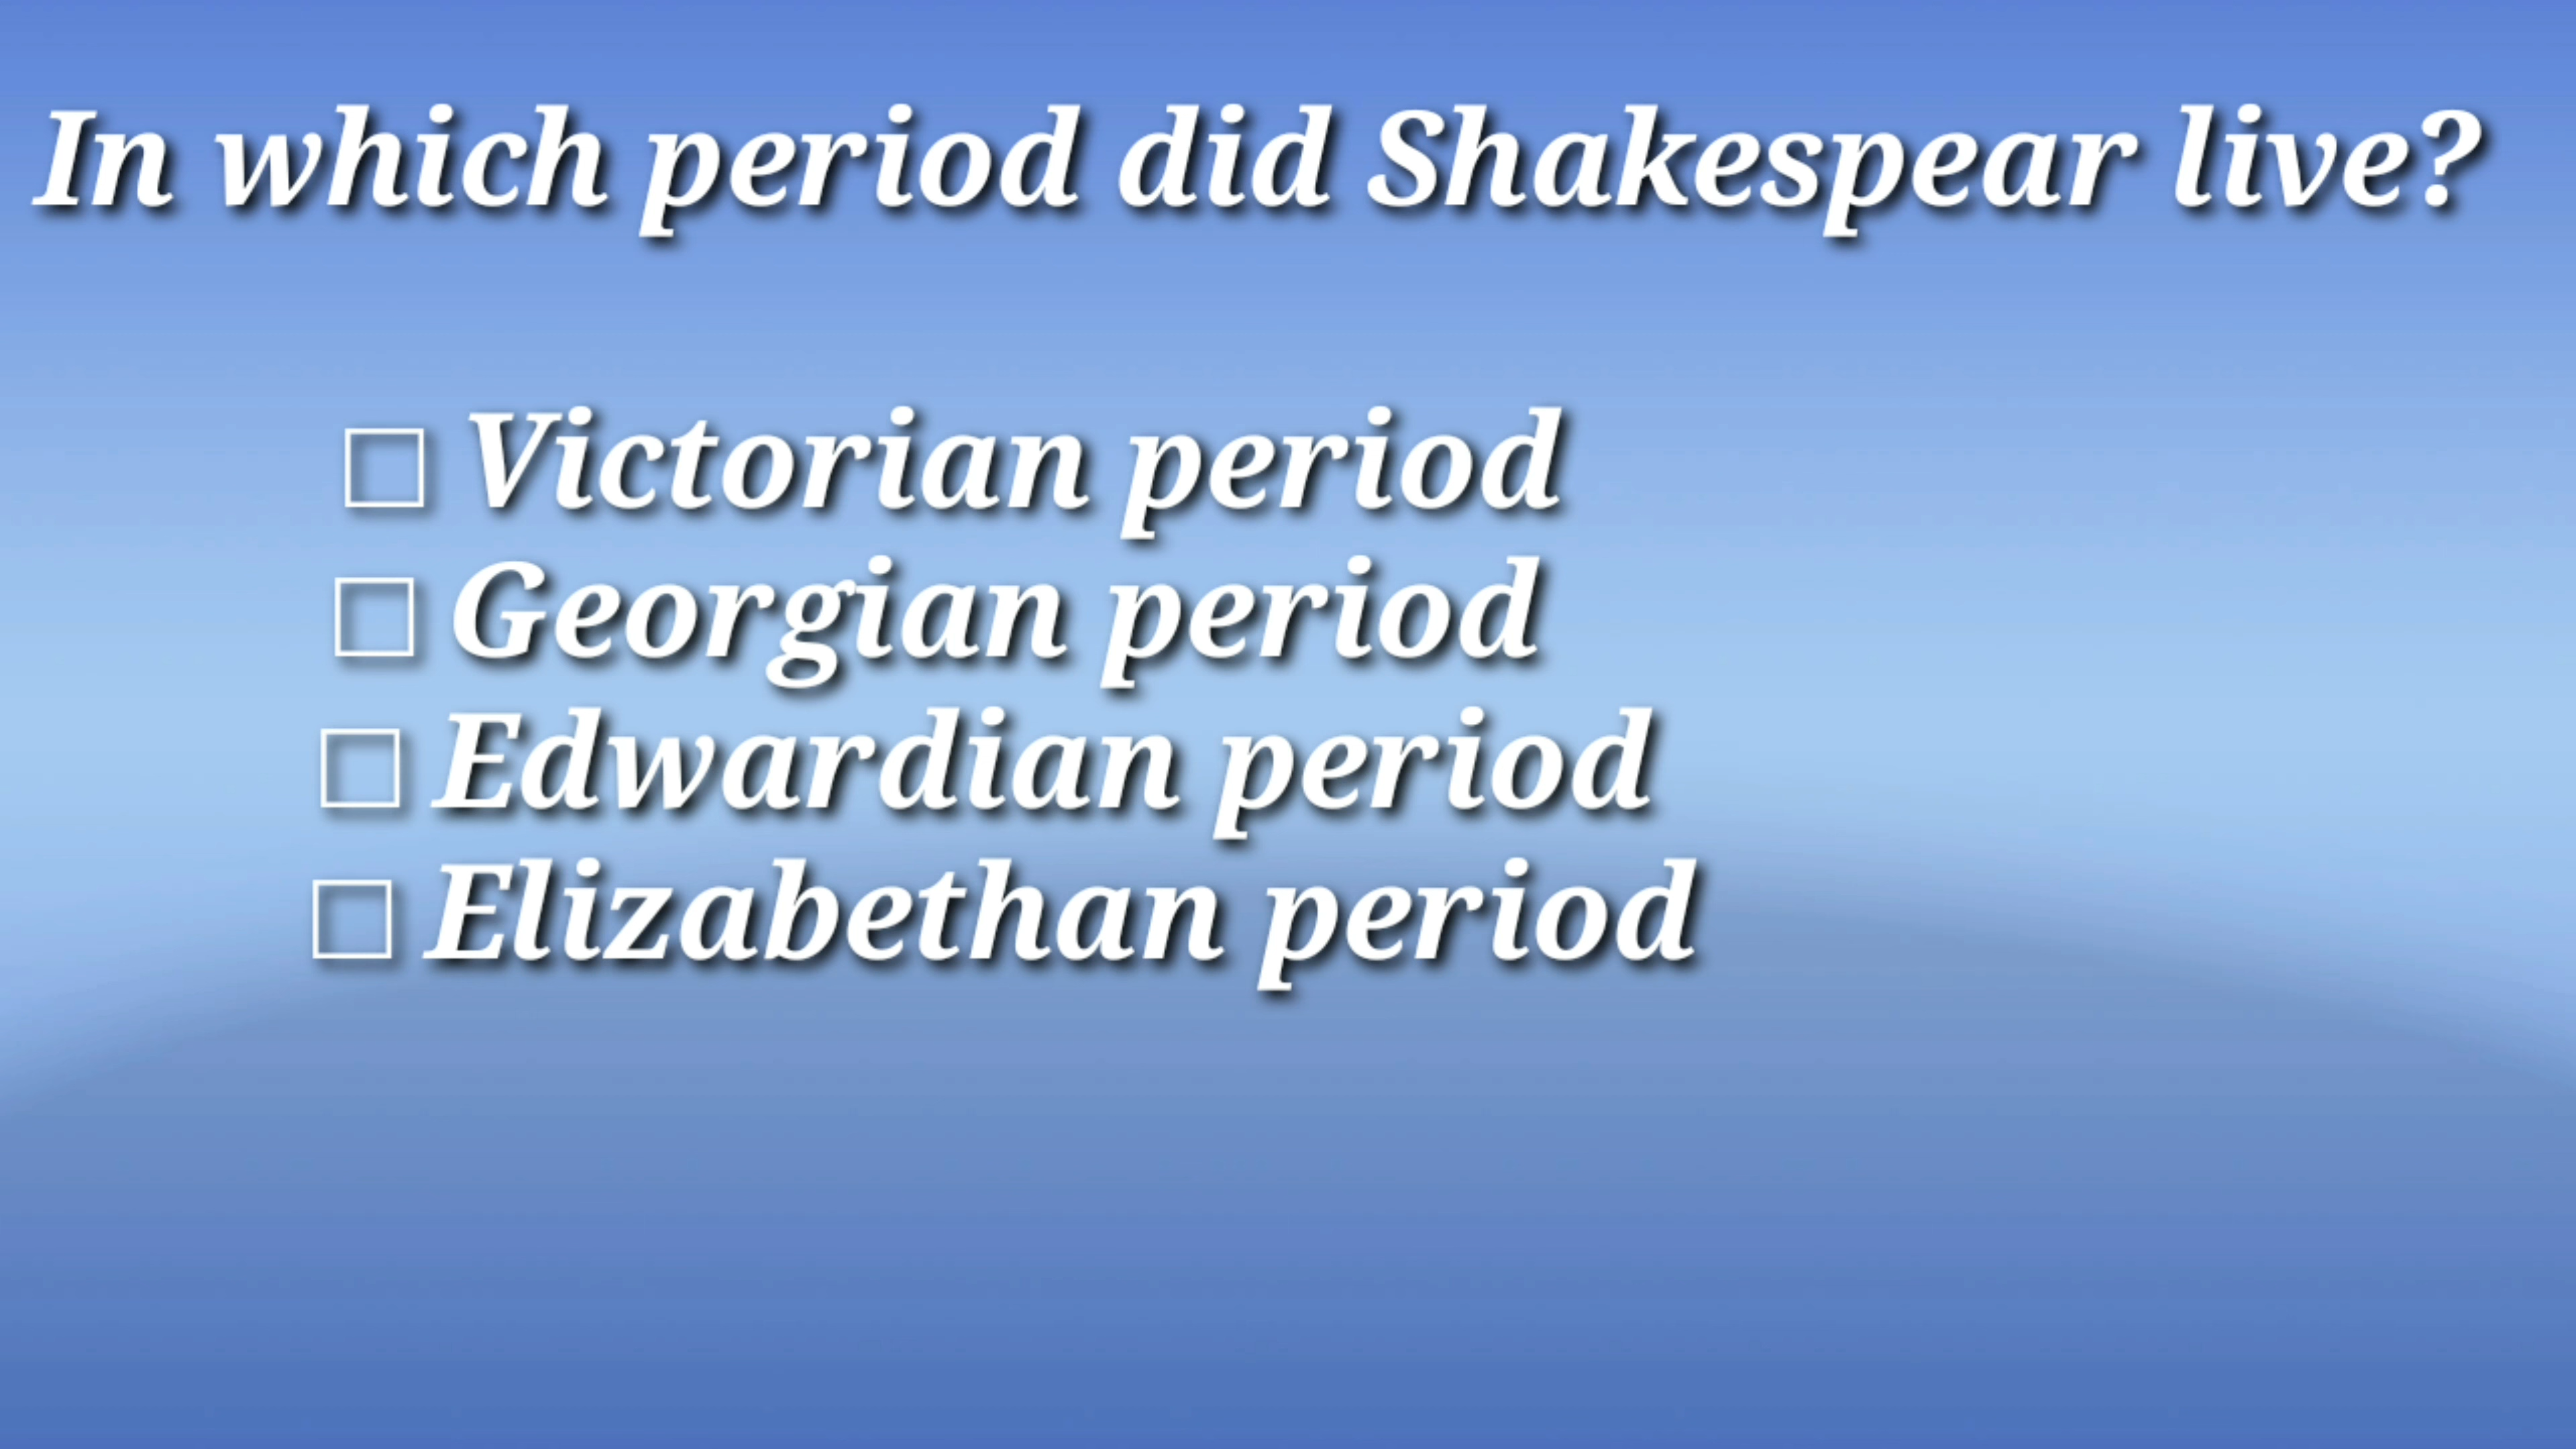 In which period did Shakespear live?
□ Victorian period
□ Georgian period
□ Edwardian period
□ Elizabethan period